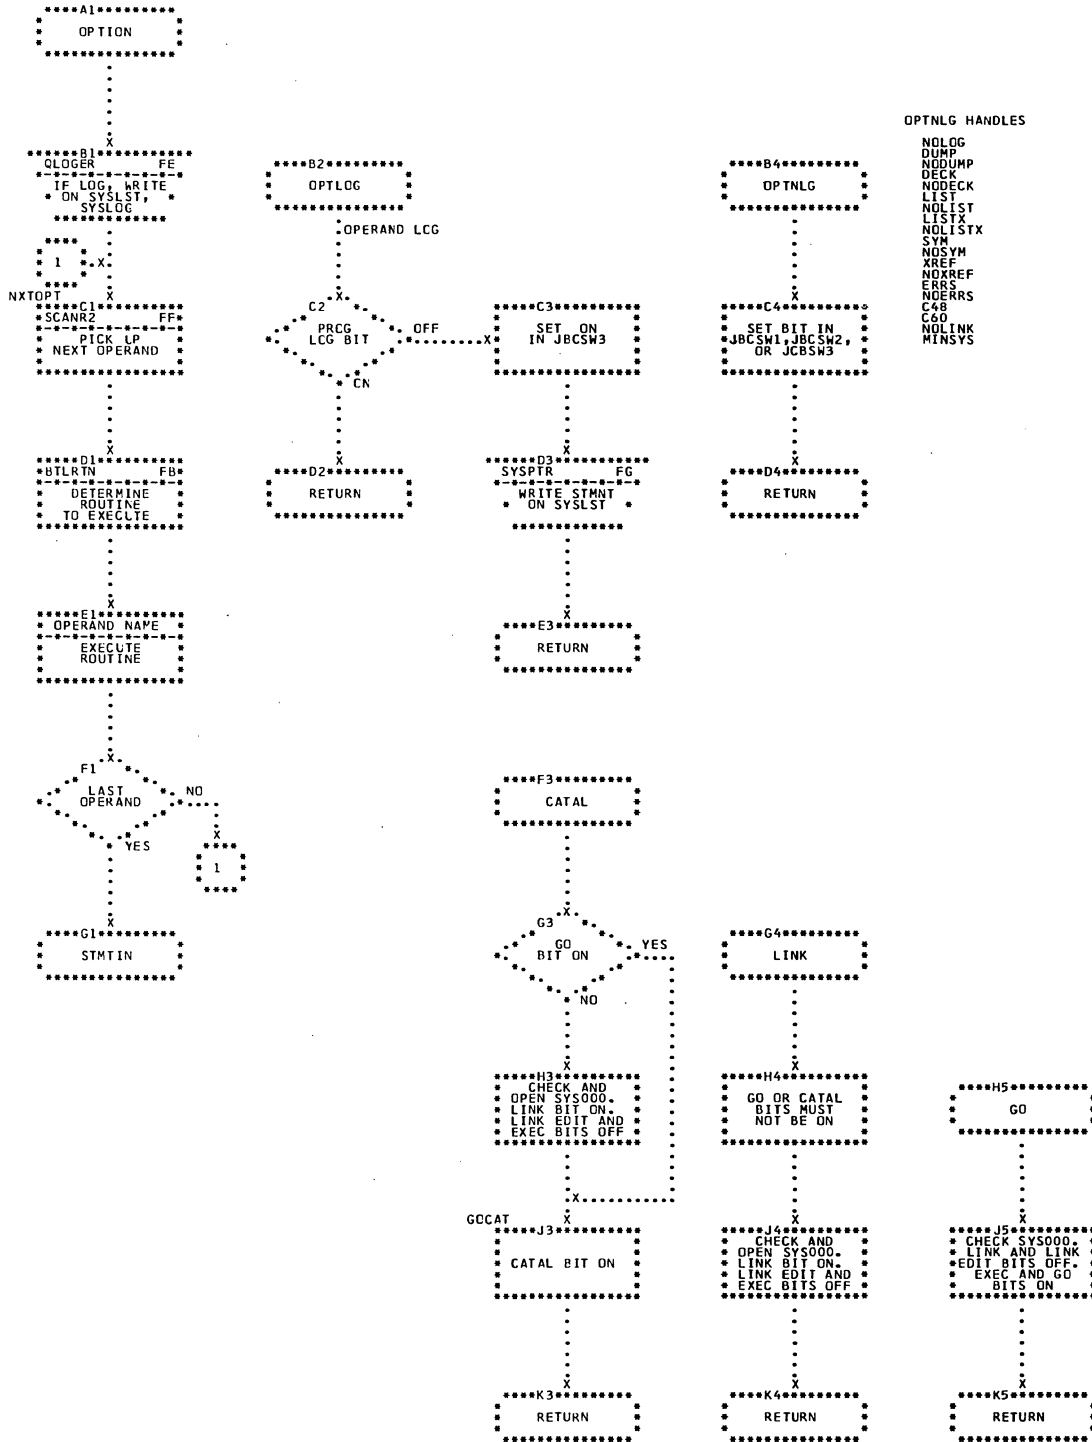 A1
OPTION
B1
QLOGER FE
IF LOG, WRITE
ON SYSLST,
SYSLOG
1
NXTOPT
C1
SCANR2 FF
PICK LP
NEXT OPERAND
D1
BTLRTN FB
DETERMINE
ROUTINE
TO EXECUTE
E1
OPERAND NAME
EXECUTE
ROUTINE
F1
LAST
OPERAND
NO
YES
1
G1
STMTIN
B2
OPTLOG
OPERAND LCG
C2
PRCG
LCG BIT
OFF
CN
D2
RETURN
C3
SET ON
IN JBCSW3
D3
SYSPTR FG
WRITE STMNT
ON SYSLST
E3
RETURN
B4
OPTNLG
C4
SET BIT IN
JBCSW1,JBCSW2,
OR JCBSW3
D4
RETURN
OPTNLG HANDLES
NOLOG
DUMP
NODUMP
DECK
NODECK
LIST
NOLIST
LISTX
NOLISTX
SYM
NOSYM
XREF
NOXREF
ERRS
NOERRS
C48
C60
NOLINK
MINSYS
F3
CATAL
G3
GO
BIT ON
YES
NO
H3
CHECK AND
OPEN SYS000.
LINK BIT ON.
LINK EDIT AND
EXEC BITS OFF
GOCAT
J3
CATAL BIT ON
K3
RETURN
G4
LINK
H4
GO OR CATAL
BITS MUST
NOT BE ON
J4
CHECK AND
OPEN SYS000.
LINK BIT ON.
LINK EDIT AND
EXEC BITS OFF
K4
RETURN
H5
GO
J5
CHECK SYS000.
LINK AND LINK
EDIT BITS OFF.
EXEC AND GO
BITS ON
K5
RETURN